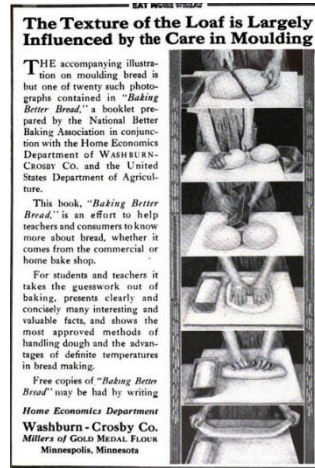 EAT MORE WHEAT
The Texture of the Loaf is Largely
Influenced by the Care in Moulding
THE accompanying illustra-
tion on moulding bread is
but one of twenty such photo-
graphs contained in "Baking
Better Bread," a booklet pre-
pared by the National Better
Baking Association in conjunc-
tion with the Home Economics
Department of WASHBURN-
CROSBY CO. and the United
States Department of Agricul-
ture.
This book, "Baking Better
Bread," is an effort to help
teachers and consumers to know
more about bread, whether it
comes from the commercial or
home bake shop.
For students and teachers it
takes the guesswork out of
baking, presents clearly and
concisely many interesting and
valuable facts, and shows the
most approved methods of
handling dough and the advan-
tages of definite temperatures
in bread making.
Free copies of "Baking Better
Bread" may be had by writing
Home Economics Department
Washburn-Crosby Co.
Millers of GOLD MEDAL FLOUR
Minneapolis, Minnesota